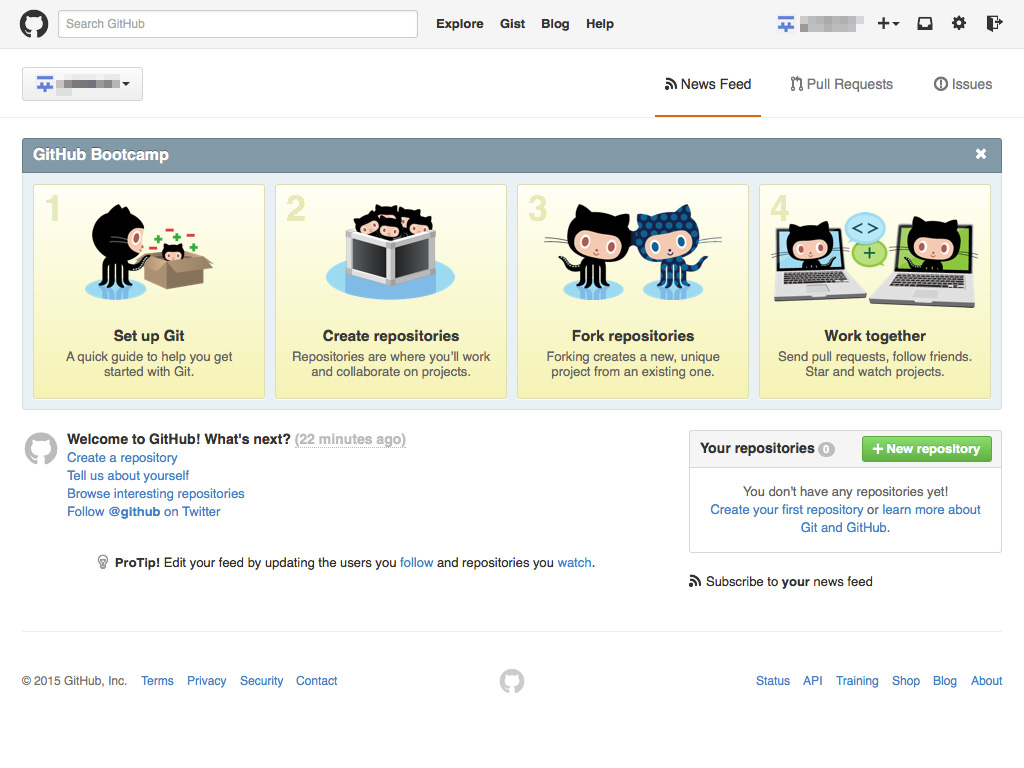 Search GitHub
Explore Gist Blog Help
News Feed Pull Requests Issues
GitHub Bootcamp
1
Set up Git
A quick guide to help you get
started with Git.
2
Create repositories
Repositories are where you'll work
and collaborate on projects.
3
Fork repositories
Forking creates a new, unique
project from an existing one.
4
Work together
Send pull requests, follow friends.
Star and watch projects.
Welcome to GitHub! What's next? (22 minutes ago)
Create a repository
Tell us about yourself
Browse interesting repositories
Follow @github on Twitter
ProTip! Edit your feed by updating the users you follow and repositories you watch.
Your repositories 0
New repository
You don't have any repositories yet!
Create your first repository or learn more about
Git and GitHub.
Subscribe to your news feed
© 2015 GitHub, Inc. Terms Privacy Security Contact
Status API Training Shop Blog About